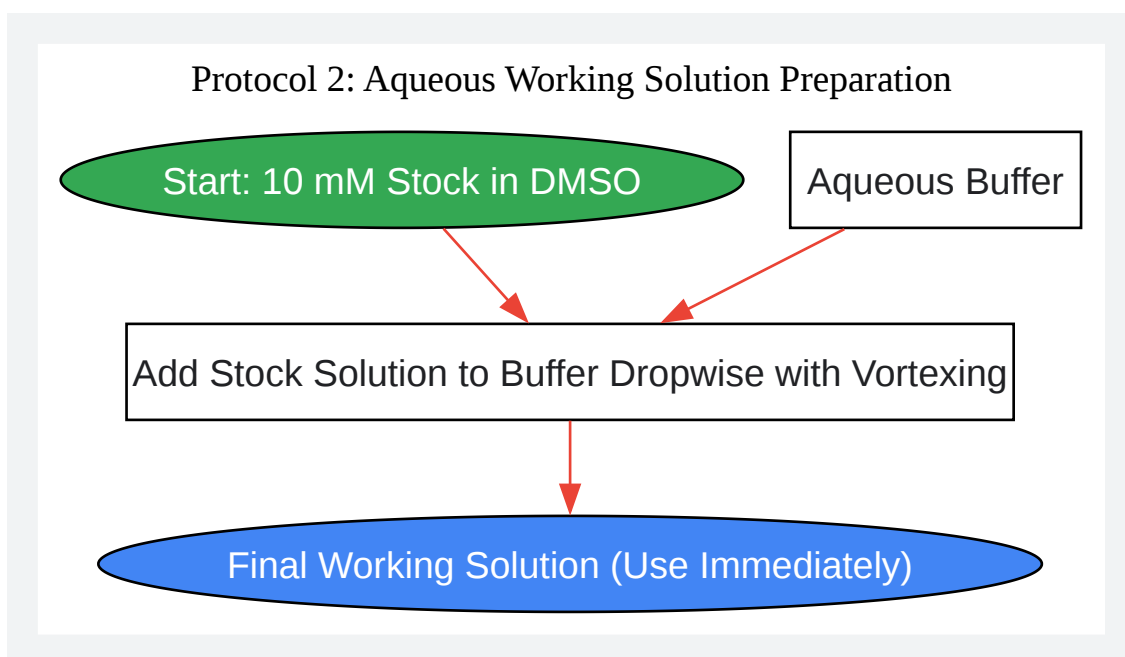 Protocol 2: Aqueous Working Solution Preparation
Start: 10 mM Stock in DMSO
Aqueous Buffer
Add Stock Solution to Buffer Dropwise with Vortexing
Final Working Solution (Use Immediately)